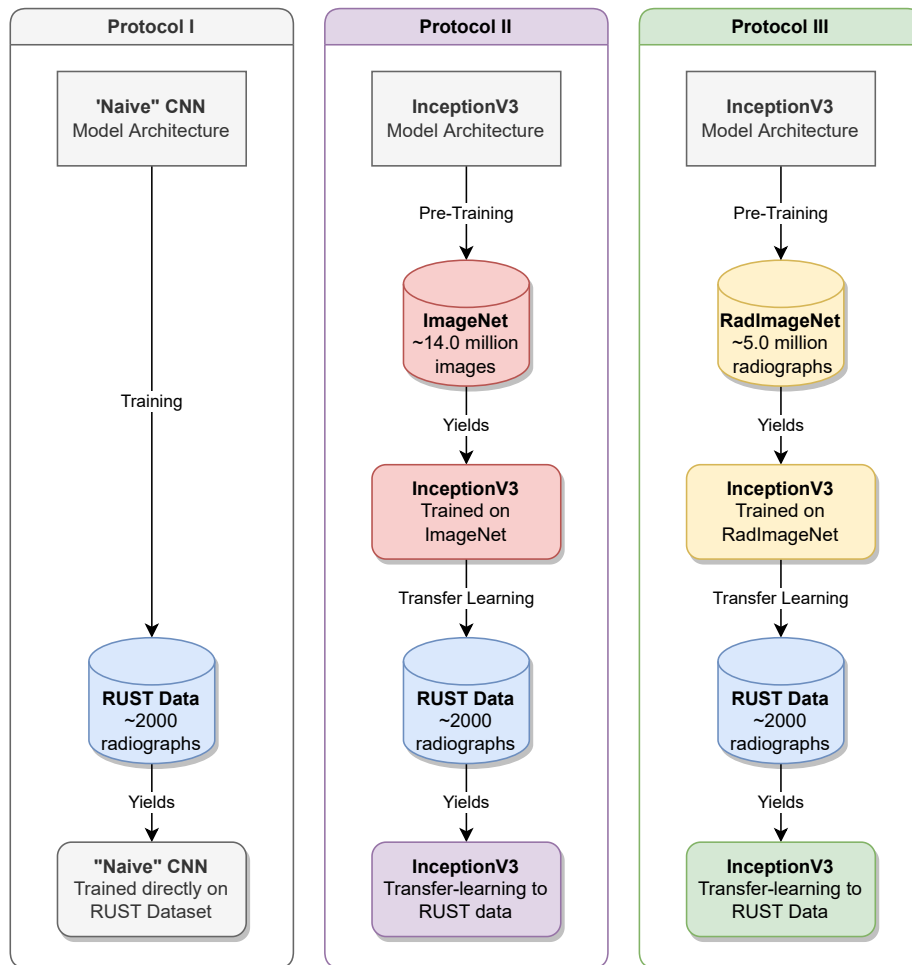 Protocol I
'Naive" CNN
Model Architecture
Training
RUST Data
~2000
radiographs
Yields
"Naive" CNN
Trained directly on
RUST Dataset
Protocol II
InceptionV3
Model Architecture
Pre-Training
ImageNet
~14.0 million
images
Yields
InceptionV3
Trained on
ImageNet
Transfer Learning
RUST Data
~2000
radiographs
Yields
InceptionV3
Transfer-learning to
RUST data
Protocol III
InceptionV3
Model Architecture
Pre-Training
RadImageNet
~5.0 million
radiographs
Yields
InceptionV3
Trained on
RadImageNet
Transfer Learning
RUST Data
~2000
radiographs
Yields
InceptionV3
Transfer-learning to
RUST Data